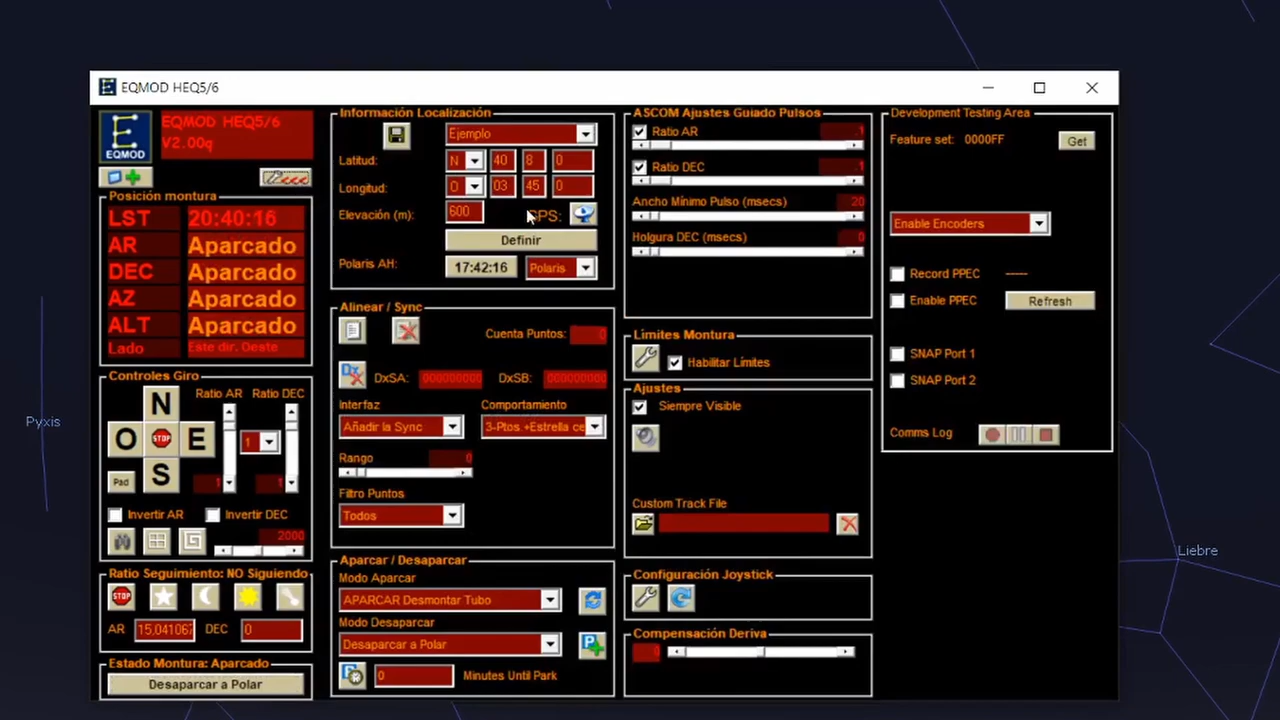 EQMOD HEQ5/6
EQMOD
EQMOD HEQ5/6
V2.00q
Posición montura
LST 20:40:16
AR Aparcado
DEC Aparcado
AZ Aparcado
ALT Aparcado
Lado Este dir. Oeste
Controles Giro
Ratio AR Ratio DEC
N
O STOP E
S
1
Pad
1 1
Invertir AR Invertir DEC
2000
Ratio Seguimiento: NO Siguiendo
STOP
AR 15,041067 DEC 0
Estado Montura: Aparcado
Desaparcar a Polar
Información Localización
Ejemplo
Latitud: N 40 8 0
Longitud: O 03 45 0
Elevación (m): 600 GPS:
Definir
Polaris AH: 17:42:16 Polaris
Alinear / Sync
Cuenta Puntos: 0
DxSA: 000000000 DxSB: 000000000
Interfaz Comportamiento
Añadir la Sync 3-Ptos +Estrella ce
Rango 0
Filtro Puntos
Todos
Aparcar / Desaparcar
Modo Aparcar
APARCAR Desmontar Tubo
Modo Desaparcar
Desaparcar a Polar
0 Minutes Until Park
ASCOM Ajustes Guiado Pulsos
Ratio AR .1
Ratio DEC .1
Ancho Mínimo Pulso (msecs) 20
Holgura DEC (msecs) 0
Límites Montura
Habilitar Límites
Ajustes
Siempre Visible
Custom Track File
Configuración Joystick
Compensación Deriva
0
Development Testing Area
Feature set: 0000FF Get
Enable Encoders
Record PPEC -----
Enable PPEC Refresh
SNAP Port 1
SNAP Port 2
Comms Log
Pyxis
Liebre